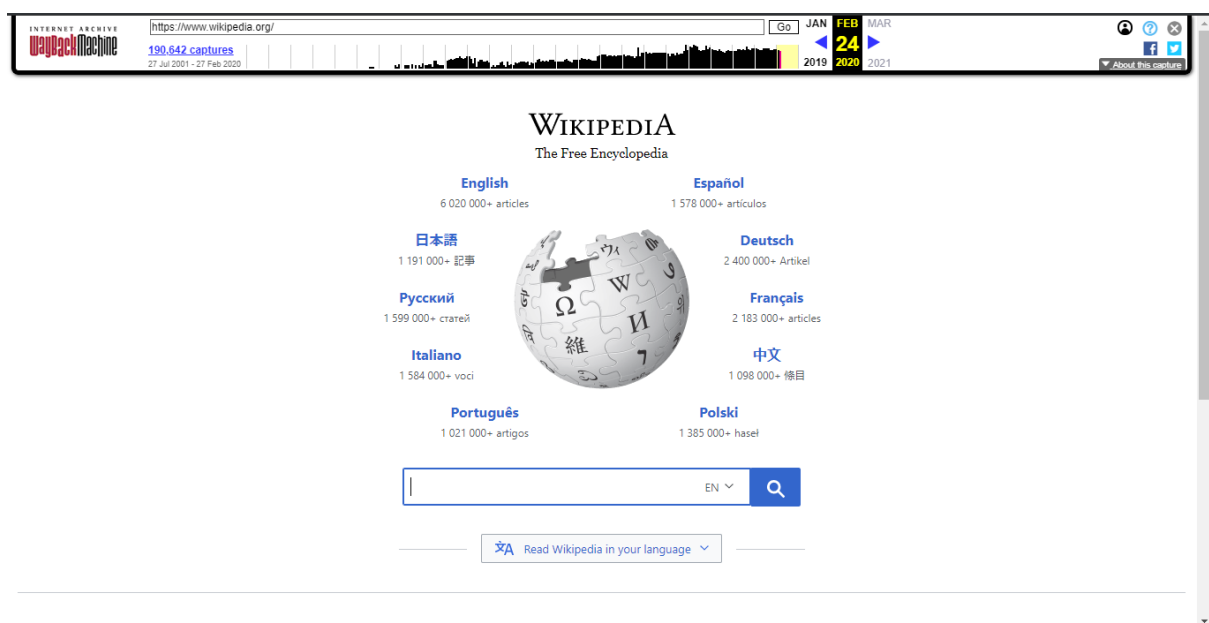 INTERNET ARCHIVE
WayBackMachine
https://www.wikipedia.org/
Go
JAN FEB MAR
190,642 captures
24
27 Jul 2001 - 27 Feb 2020
2019 2020 2021
About this capture
WIKIPEDIA
The Free Encyclopedia
English
6 020 000+ articles
Español
1 578 000+ artículos
日本語
1 191 000+ 記事
Deutsch
2 400 000+ Artikel
Русский
1 599 000+ статей
Français
2 183 000+ articles
Italiano
1 584 000+ voci
中文
1 098 000+ 條目
Português
1 021 000+ artigos
Polski
1 385 000+ haseł
Ω
W
И
維
EN
Read Wikipedia in your language